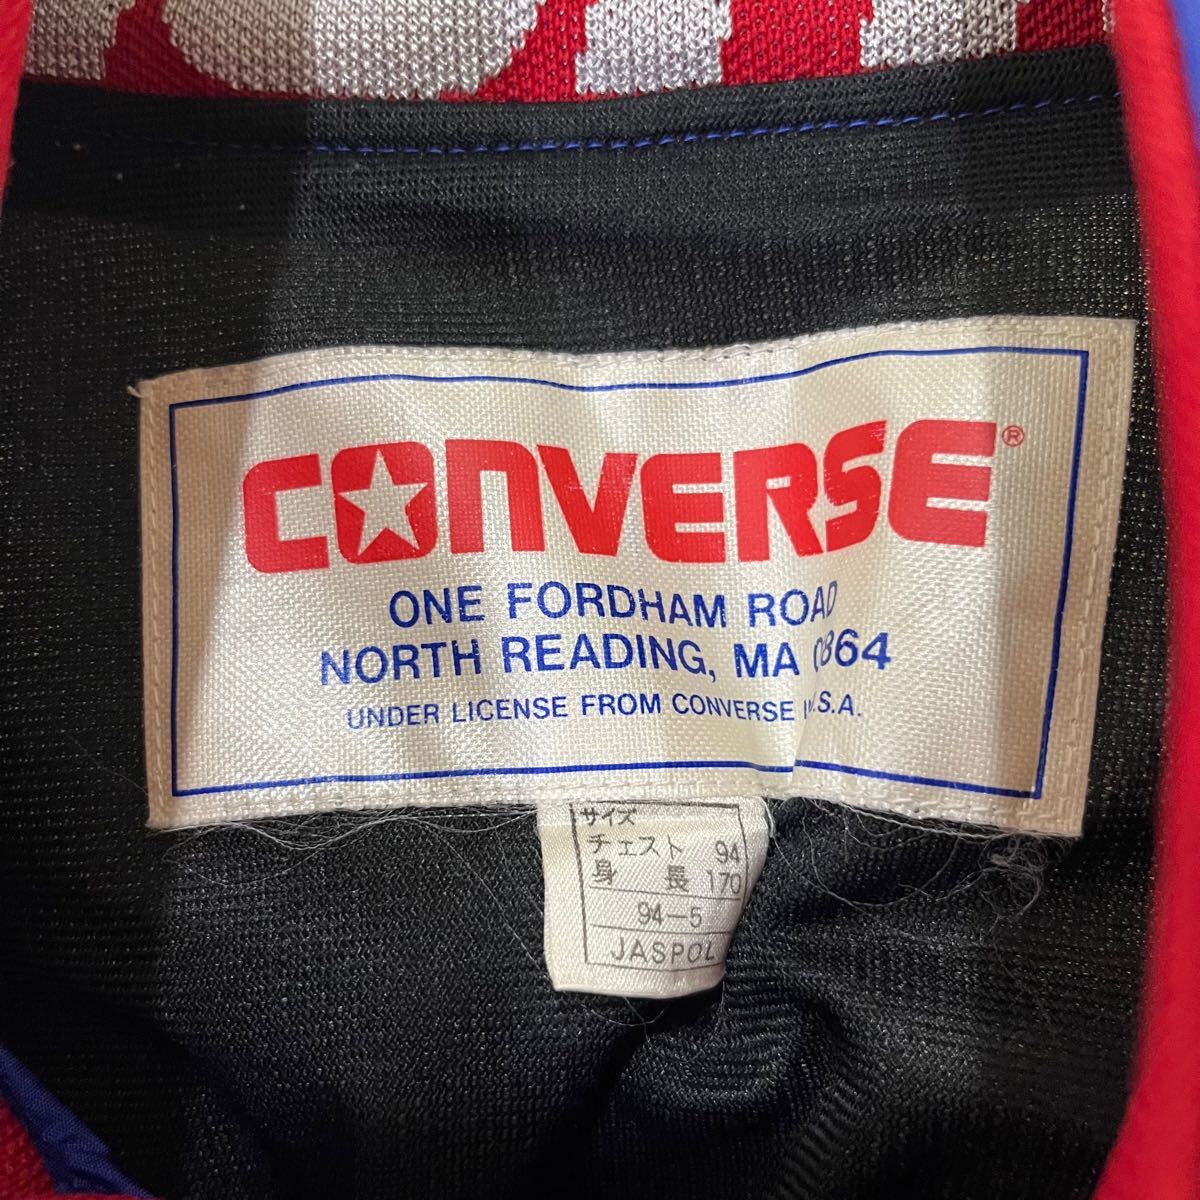 CONVERSE®
ONE FORDHAM ROAD
NORTH READING, MA
UNDER LICENSE FROM CONVERSE
サイズ
チェスト 94
身 長 170
94-5
JASPOL